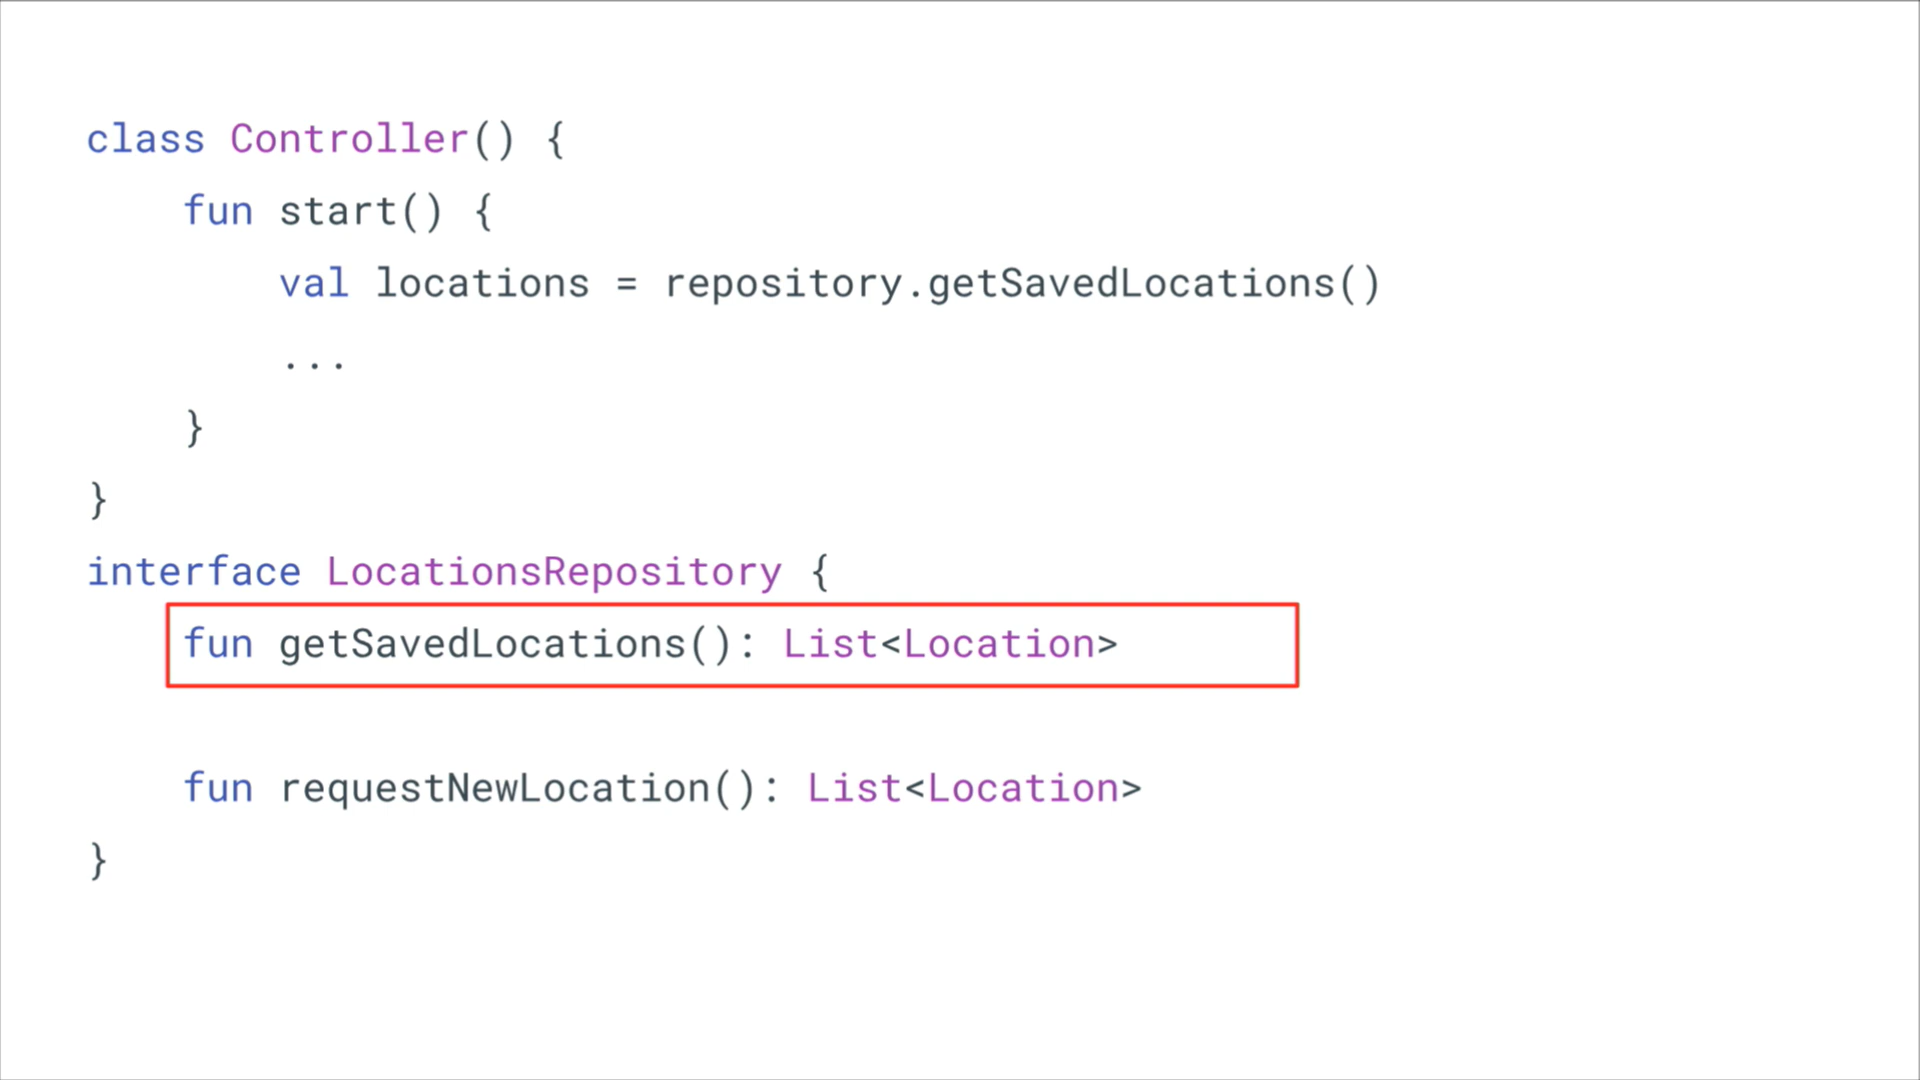 class Controller() {
    fun start() {
        val locations = repository.getSavedLocations()
        ...
    }
}
interface LocationsRepository {
    fun getSavedLocations(): List<Location>
    fun requestNewLocation(): List<Location>
}